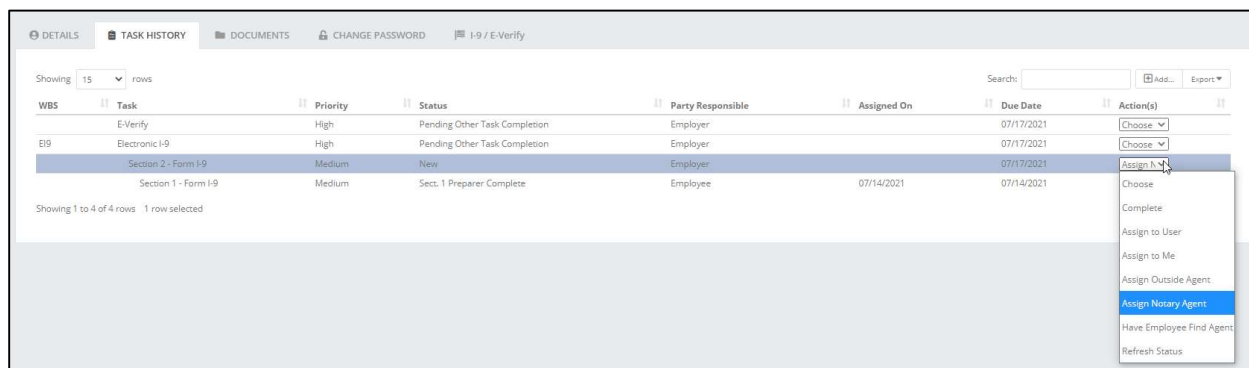 DETAILS TASK HISTORY DOCUMENTS CHANGE PASSWORD I-9 / E-Verify
Showing 15 rows Search: Add... Export
WBS Task Priority Status Party Responsible Assigned On Due Date Action(s)
E-Verify High Pending Other Task Completion Employer 07/17/2021 Choose
EI9 Electronic I-9 High Pending Other Task Completion Employer 07/17/2021 Choose
Section 2 - Form I-9 Medium New Employer 07/17/2021 Assign N
Section 1 - Form I-9 Medium Sect. 1 Preparer Complete Employee 07/14/2021 07/14/2021
Showing 1 to 4 of 4 rows 1 row selected
Choose
Complete
Assign to User
Assign to Me
Assign Outside Agent
Assign Notary Agent
Have Employee Find Agent
Refresh Status